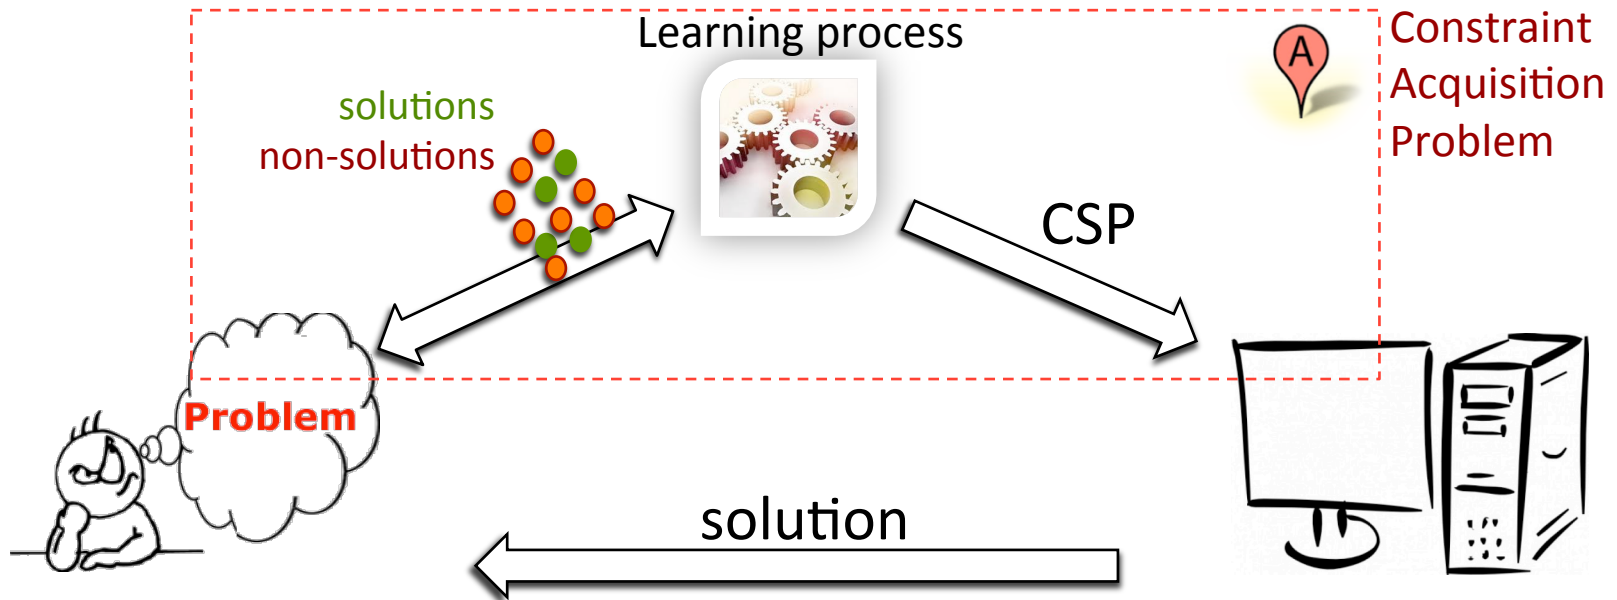 Learning process
A
Constraint
Acquisition
Problem
solutions
non-solutions
CSP
Problem
solution